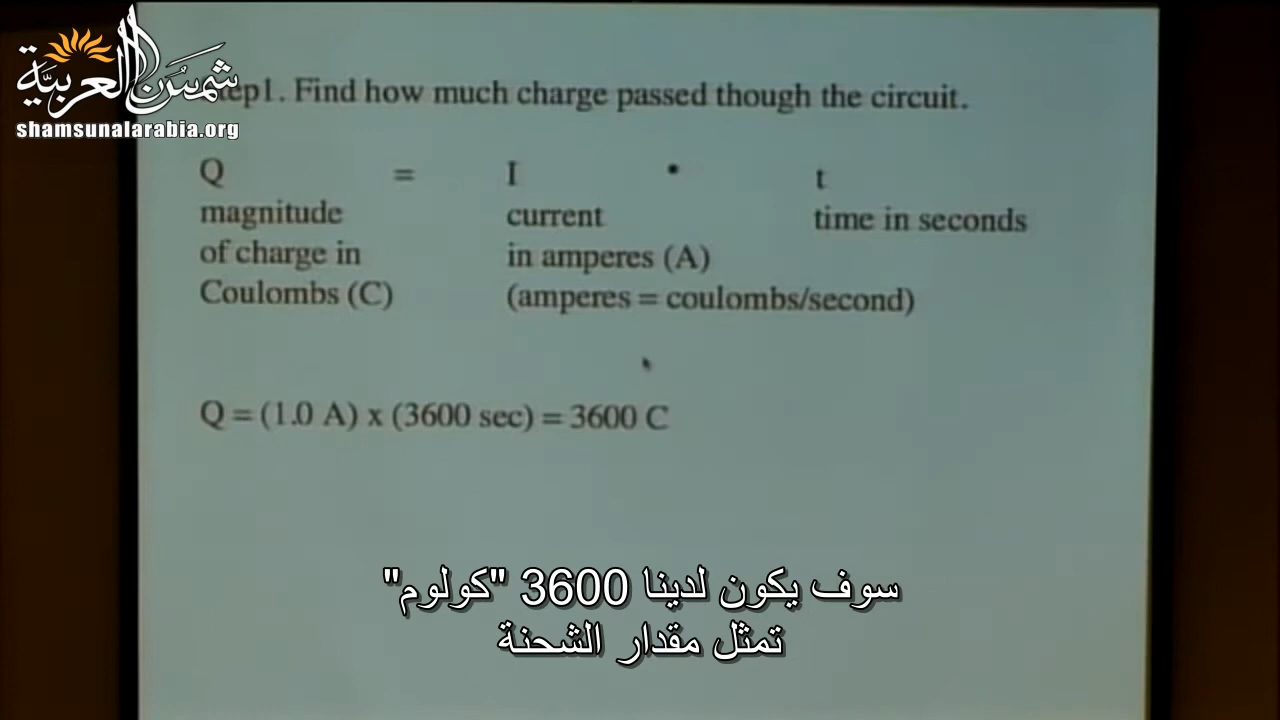 شمس العربية
shamsunalarabia.org
tep1. Find how much charge passed though the circuit.
Q = I • t
magnitude current time in seconds
of charge in in amperes (A)
Coulombs (C) (amperes = coulombs/second)
Q = (1.0 A) x (3600 sec) = 3600 C
سوف يكون لدينا 3600 "كولوم"
تمثل مقدار الشحنة